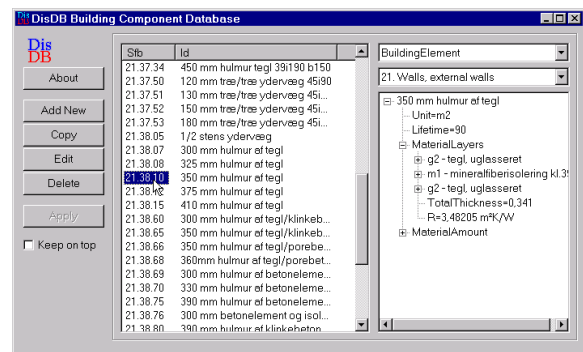 DisDB Building Component Database
Dis
DB
About
Add New
Copy
Edit
Delete
Apply
Keep on top
Sfb Id
21.37.34 450 mm hulmur tegl 39i190 b150
21.37.50 120 mm træ/træ ydervæg 45i90
21.37.51 130 mm træ/træ ydervæg 45i...
21.37.52 150 mm træ/træ ydervæg 45i...
21.37.53 180 mm træ/træ ydervæg 45i...
21.38.05 1/2 stens ydervæg
21.38.07 300 mm hulmur af tegl
21.38.08 325 mm hulmur af tegl
21.38.10 350 mm hulmur af tegl
375 mm hulmur af tegl
21.38.15 410 mm hulmur af tegl
21.38.60 300 mm hulmur af tegl/klinkeb...
21.38.65 350 mm hulmur af tegl/klinkeb...
21.38.66 350 mm hulmur af tegl/porebe...
21.38.68 360mm hulmur af tegl/porebet...
21.38.69 300 mm hulmur af betoneleme...
21.38.70 330 mm hulmur af betoneleme...
21.38.75 390 mm hulmur af betoneleme...
21.38.76 300 mm betonelement og isol...
21.38.80 390 mm hulmur af klinkebeton
BuildingElement
21. Walls, external walls
350 mm hulmur af tegl
Unit=m2
Lifetime=90
MaterialLayers
g2 - tegl, uglasseret
m1 - mineralfiberisolering kl.39
g2 - tegl, uglasseret
TotalThickness=0,341
R=3,48205 m²K/W
MaterialAmount